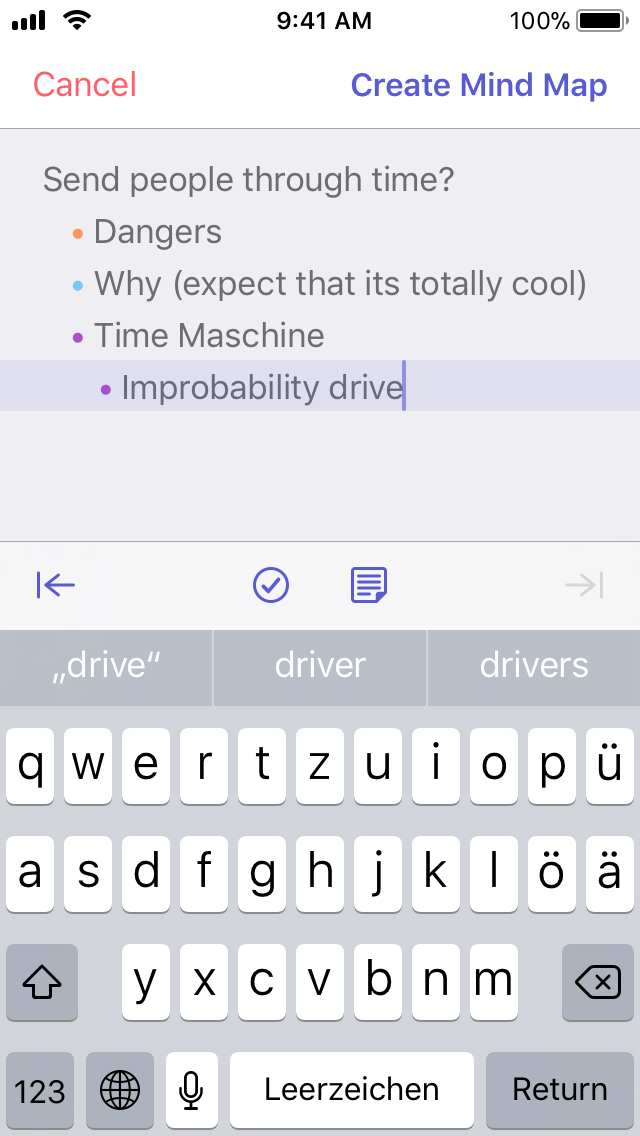 9:41 AM 100%
Cancel Create Mind Map
Send people through time?
• Dangers
• Why (expect that its totally cool)
• Time Maschine
• Improbability drive
„drive“ driver drivers
q w e r t z u i o p ü
a s d f g h j k l ö ä
y x c v b n m
123 Leerzeichen Return